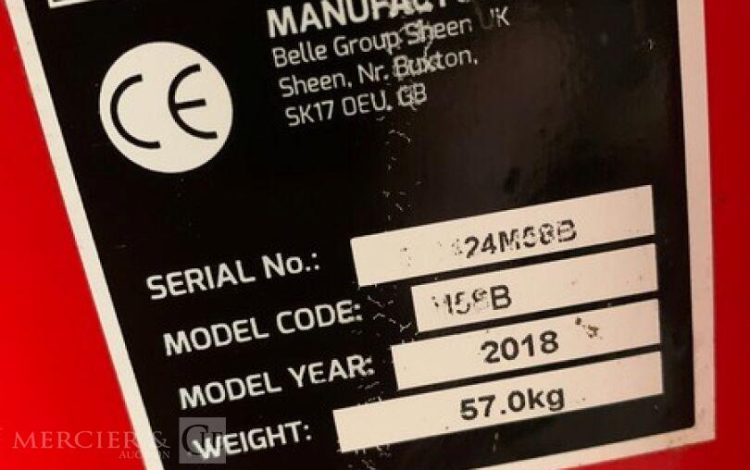 CE
Belle Group Sheen UK
Sheen, Nr. Buxton,
SK17 0EU, GB
SERIAL No.:
MODEL CODE:
MODEL YEAR: 2018
WEIGHT: 57.0kg
MERCIER &
AUCTION